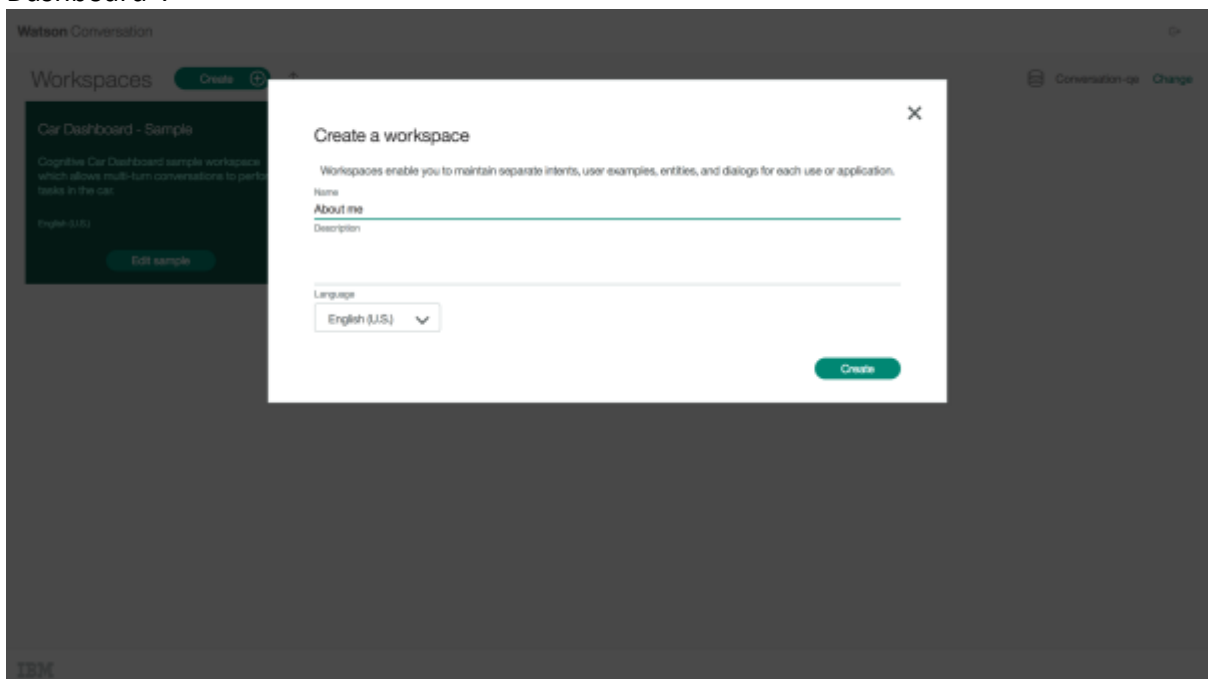 Dashboard".
Watson Conversation
Workspaces Create
Conversation-qa Change
Car Dashboard - Sample
Cognitive Car Dashboard sample workspace
which allows multi-turn conversations to perfo
tasks in the car.
English (U.S.)
Edit sample
Create a workspace
Workspaces enable you to maintain separate intents, user examples, entities, and dialogs for each use or application.
Name
About me
Description
Language
English (U.S.)
Create
IBM